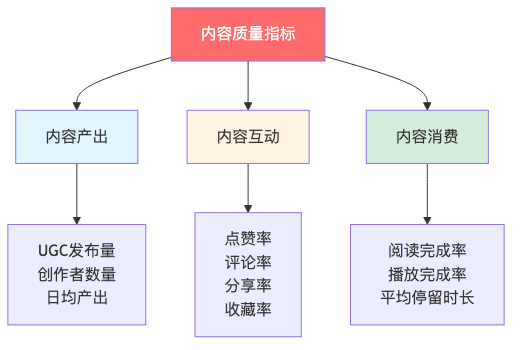 内容质量指标
内容产出
内容互动
内容消费
UGC发布量
创作者数量
日均产出
点赞率
评论率
分享率
收藏率
阅读完成率
播放完成率
平均停留时长